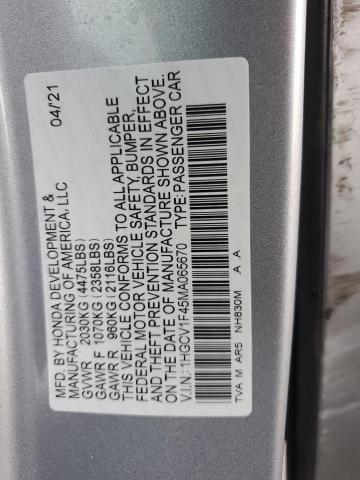 MFD. BY HONDA DEVELOPMENT & 04/21
MANUFACTURING OF AMERICA, LLC
GVWR 2030KG (4475LBS)
GAWR F 1070KG (2358LBS)
GAWR R 960KG (2116LBS)
THIS VEHICLE CONFORMS TO ALL APPLICABLE
FEDERAL MOTOR VEHICLE SAFETY, BUMPER,
AND THEFT PREVENTION STANDARDS IN EFFECT
ON THE DATE OF MANUFACTURE SHOWN ABOVE.
V.I.N.: 1HGCV1F45MA065670 TYPE: PASSENGER CAR
TVA M AR5 NH830M A A